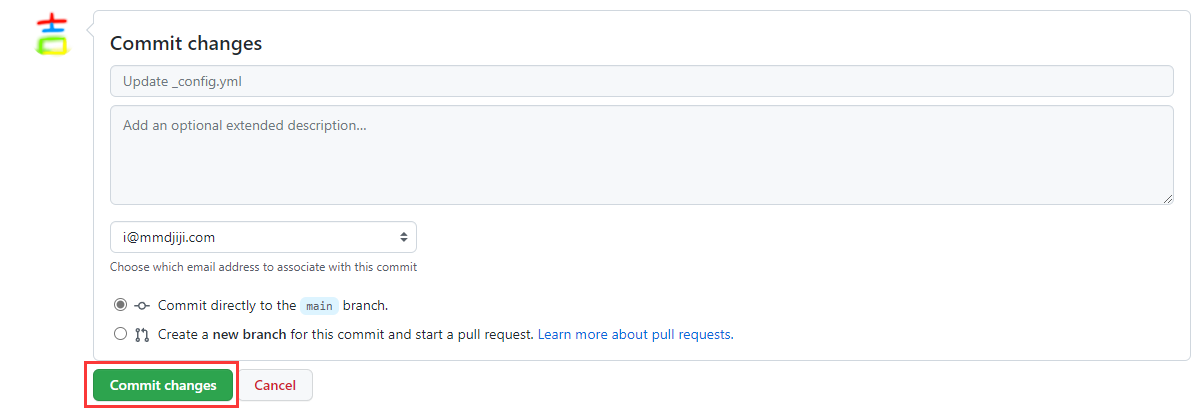 吉
Commit changes
Update _config.yml
Add an optional extended description...
i@mmdjiji.com
Choose which email address to associate with this commit
Commit directly to the main branch.
Create a new branch for this commit and start a pull request. Learn more about pull requests.
Commit changes
Cancel